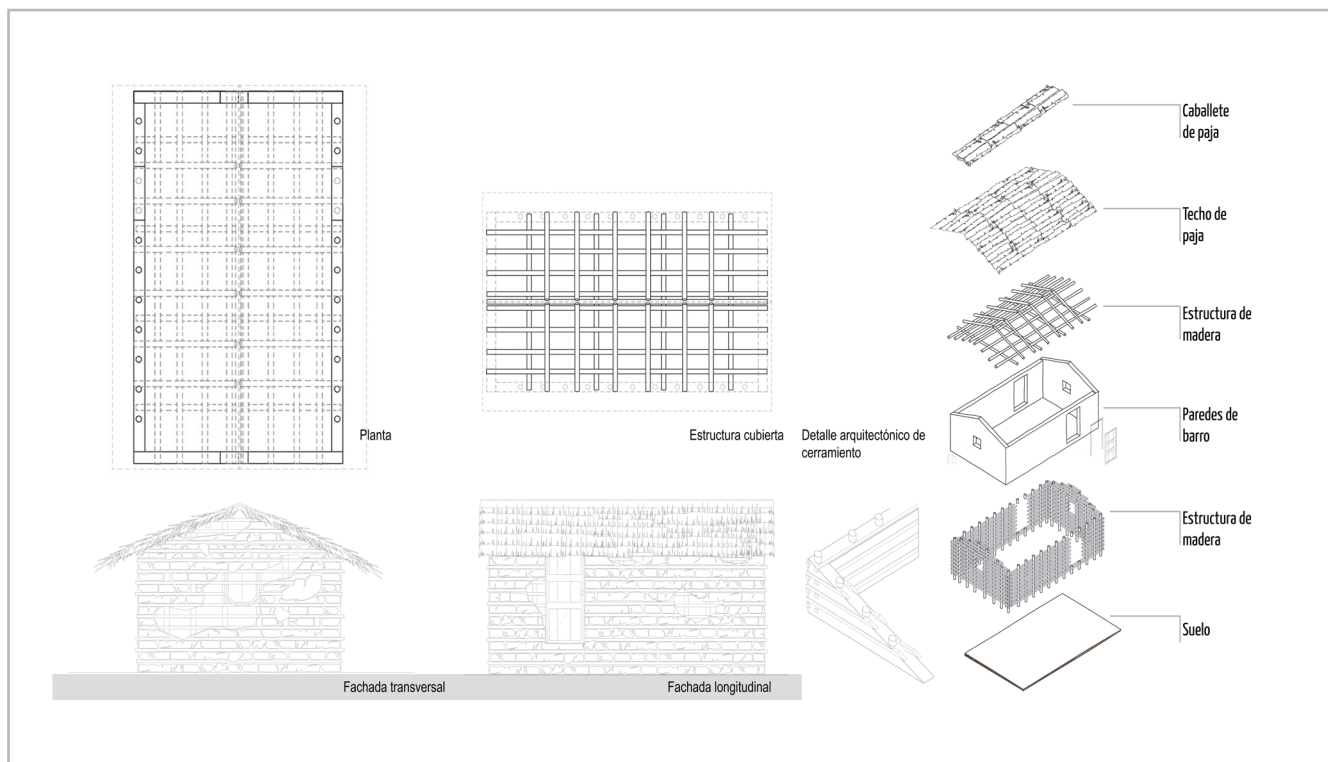 Planta
Estructura cubierta
Detalle arquitectónico de
cerramiento
Fachada transversal
Fachada longitudinal
Caballete
de paja
Techo de
paja
Estructura de
madera
Paredes de
barro
Estructura de
madera
Suelo